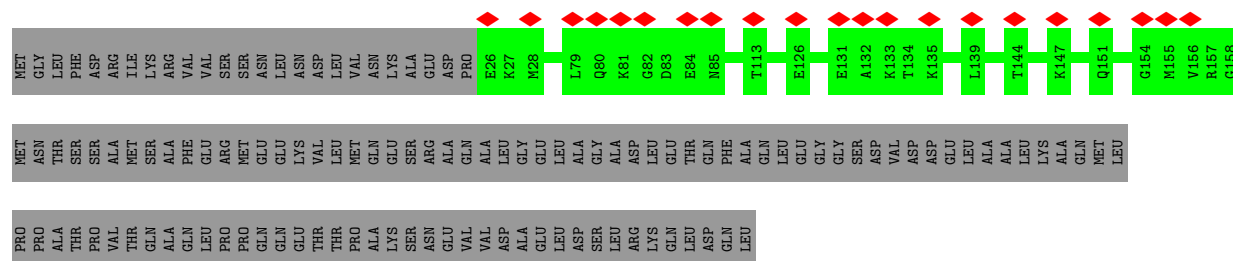 MET GLY LEU PHE ASP ARG ILE LYS ARG VAL VAL SER SER ASN LEU ASN ASP LEU VAL ASN LYS ALA GLU ASP PRO E26 K27 M28 L79 Q80 K81 G82 D83 E84 N85 T113 E126 E131 A132 K133 T134 K135 L139 T144 K147 Q151 G154 M155 V156 R157 G158
MET ASN THR SER SER ALA MET SER ALA PHE GLU ARG MET GLU GLU LYS VAL LEU MET GLN GLU SER ARG ALA GLN ALA LEU GLY GLU LEU ALA GLY ALA ASP LEU GLU THR GLN PHE ALA GLN LEU GLU GLY GLY SER ASP VAL ASP ASP GLU LEU ALA ALA LEU LYS ALA GLN MET LEU
PRO PRO ALA THR PRO VAL THR GLN ALA GLN LEU PRO PRO GLN GLN GLU THR THR PRO ALA LYS SER ASN GLU VAL VAL ASP ALA GLU LEU ASP SER LEU ARG LYS GLN LEU ASP GLN LEU